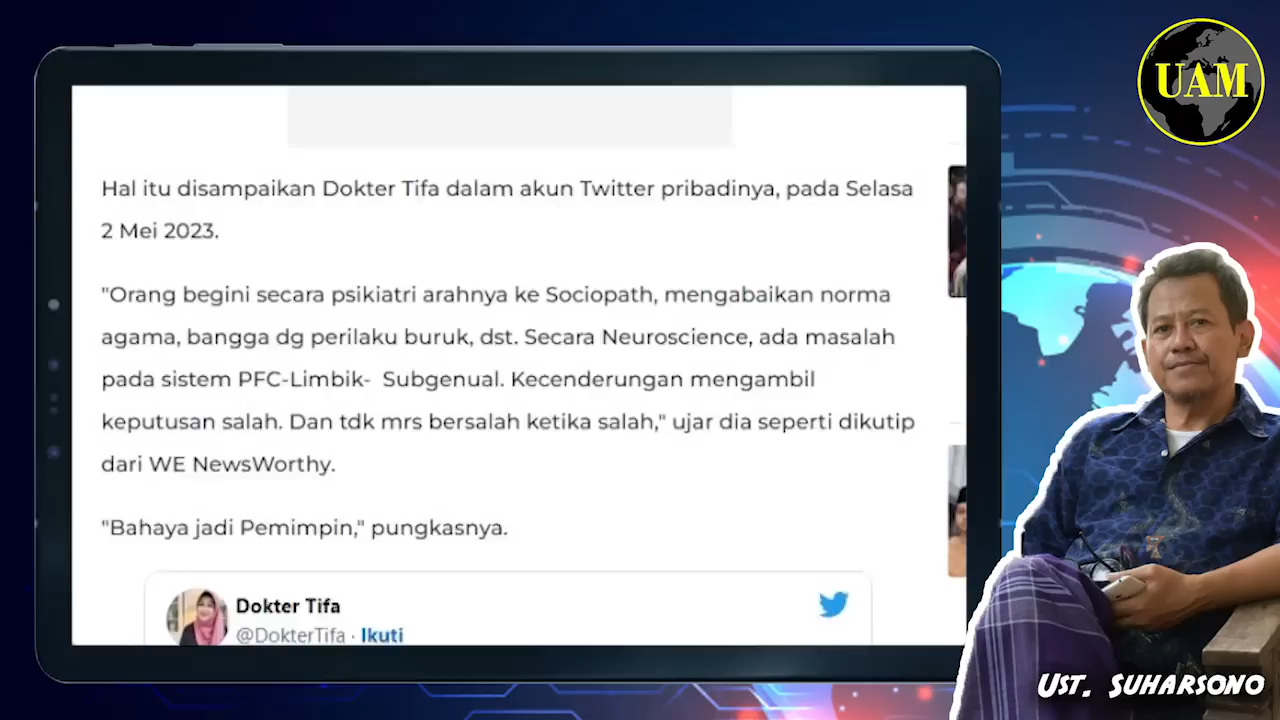 UAM
Hal itu disampaikan Dokter Tifa dalam akun Twitter pribadinya, pada Selasa
2 Mei 2023.
"Orang begini secara psikiatri arahnya ke Sociopath, mengabaikan norma
agama, bangga dg perilaku buruk, dst. Secara Neuroscience, ada masalah
pada sistem PFC-Limbik- Subgenual. Kecenderungan mengambil
keputusan salah. Dan tdk mrs bersalah ketika salah," ujar dia seperti dikutip
dari WE NewsWorthy.
"Bahaya jadi Pemimpin," pungkasnya.
Dokter Tifa
@DokterTifa · Ikuti
UST. SUHARSONO